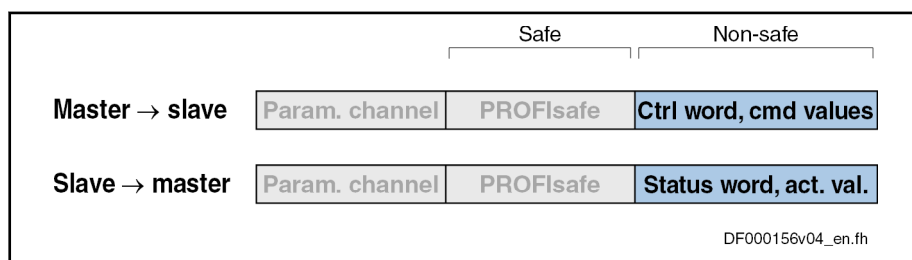 Safe Non-safe
Master → slave Param. channel PROFIsafe Ctrl word, cmd values
Slave → master Param. channel PROFIsafe Status word, act. val.
DF000156v04_en.fh